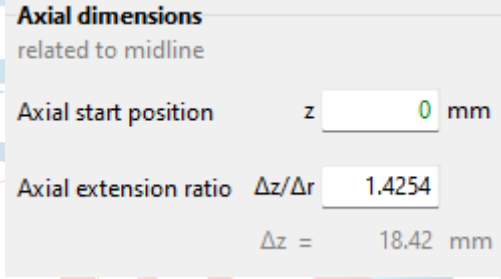 Axial dimensions
related to midline
Axial start position z 0 mm
Axial extension ratio Δz/Δr 1.4254
Δz = 18.42 mm